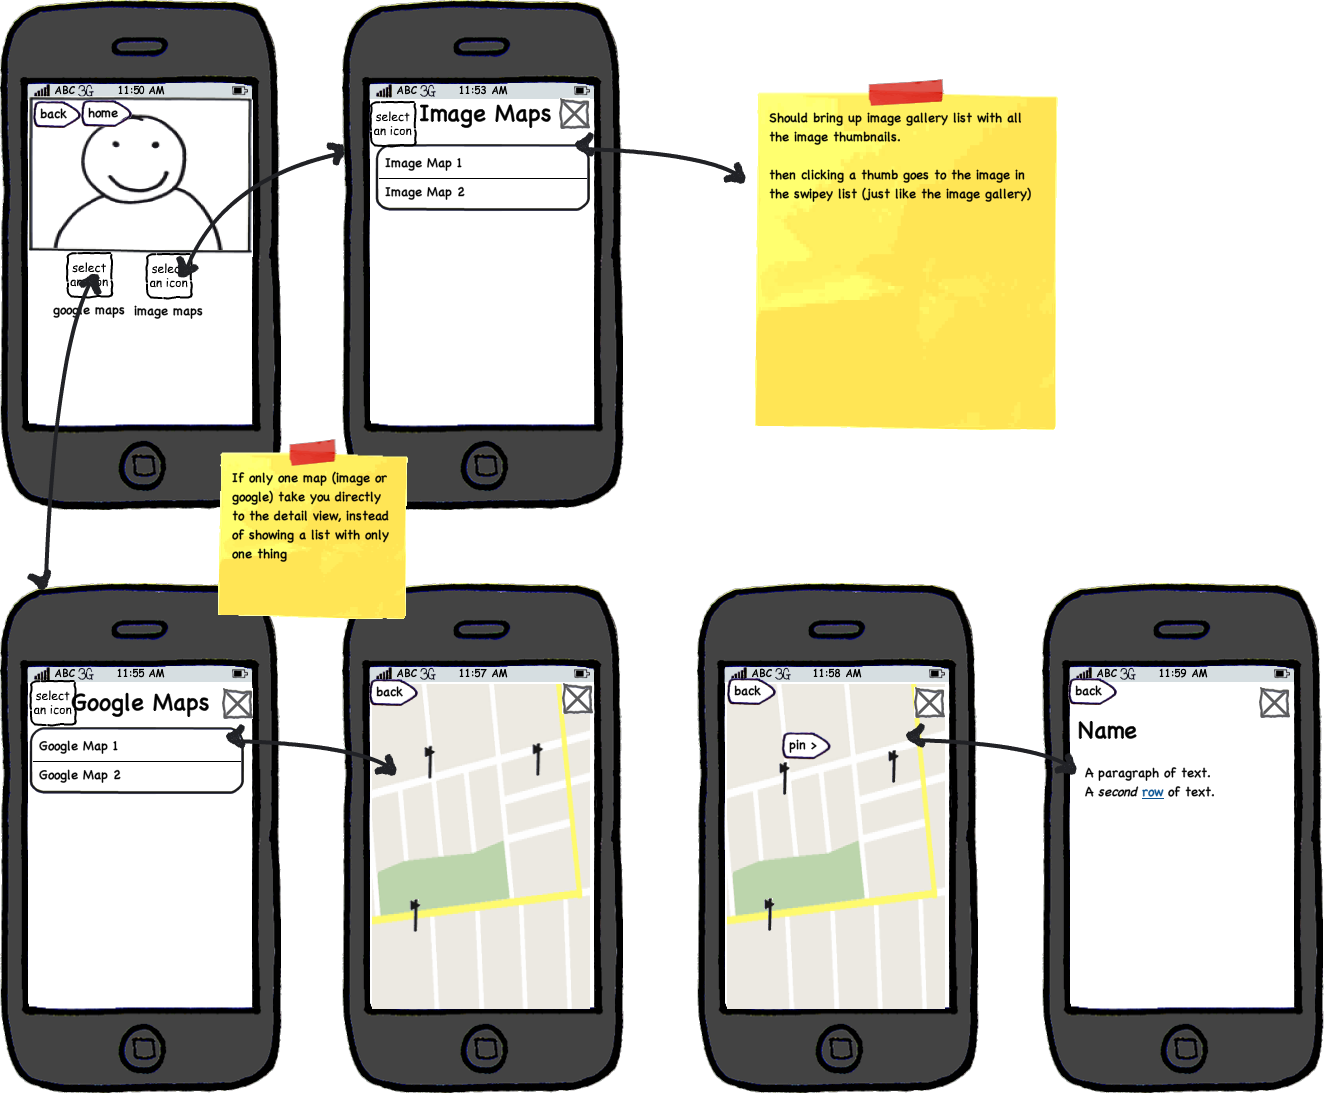 ABC 3G 11:50 AM
back home
select
an icon
google maps
select
an icon
image maps
ABC 3G 11:53 AM
select
an icon
Image Maps
Image Map 1
Image Map 2
Should bring up image gallery list with all
the image thumbnails.
then clicking a thumb goes to the image in
the swipey list (just like the image gallery)
If only one map (image or
google) take you directly
to the detail view, instead
of showing a list with only
one thing
ABC 3G 11:55 AM
select
an icon
Google Maps
Google Map 1
Google Map 2
ABC 3G 11:57 AM
back
ABC 3G 11:58 AM
back
pin >
ABC 3G 11:59 AM
back
Name
A paragraph of text.
A second row of text.